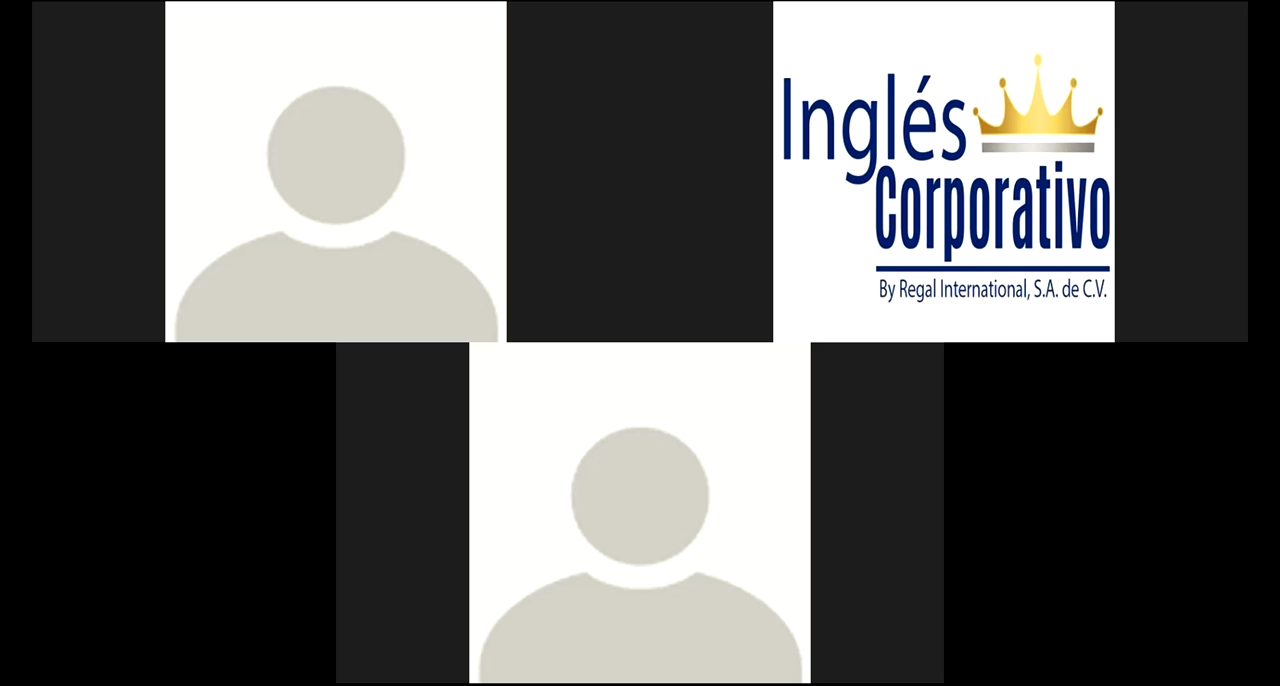 Inglés
Corporativo
By Regal International, S.A. de C.V.